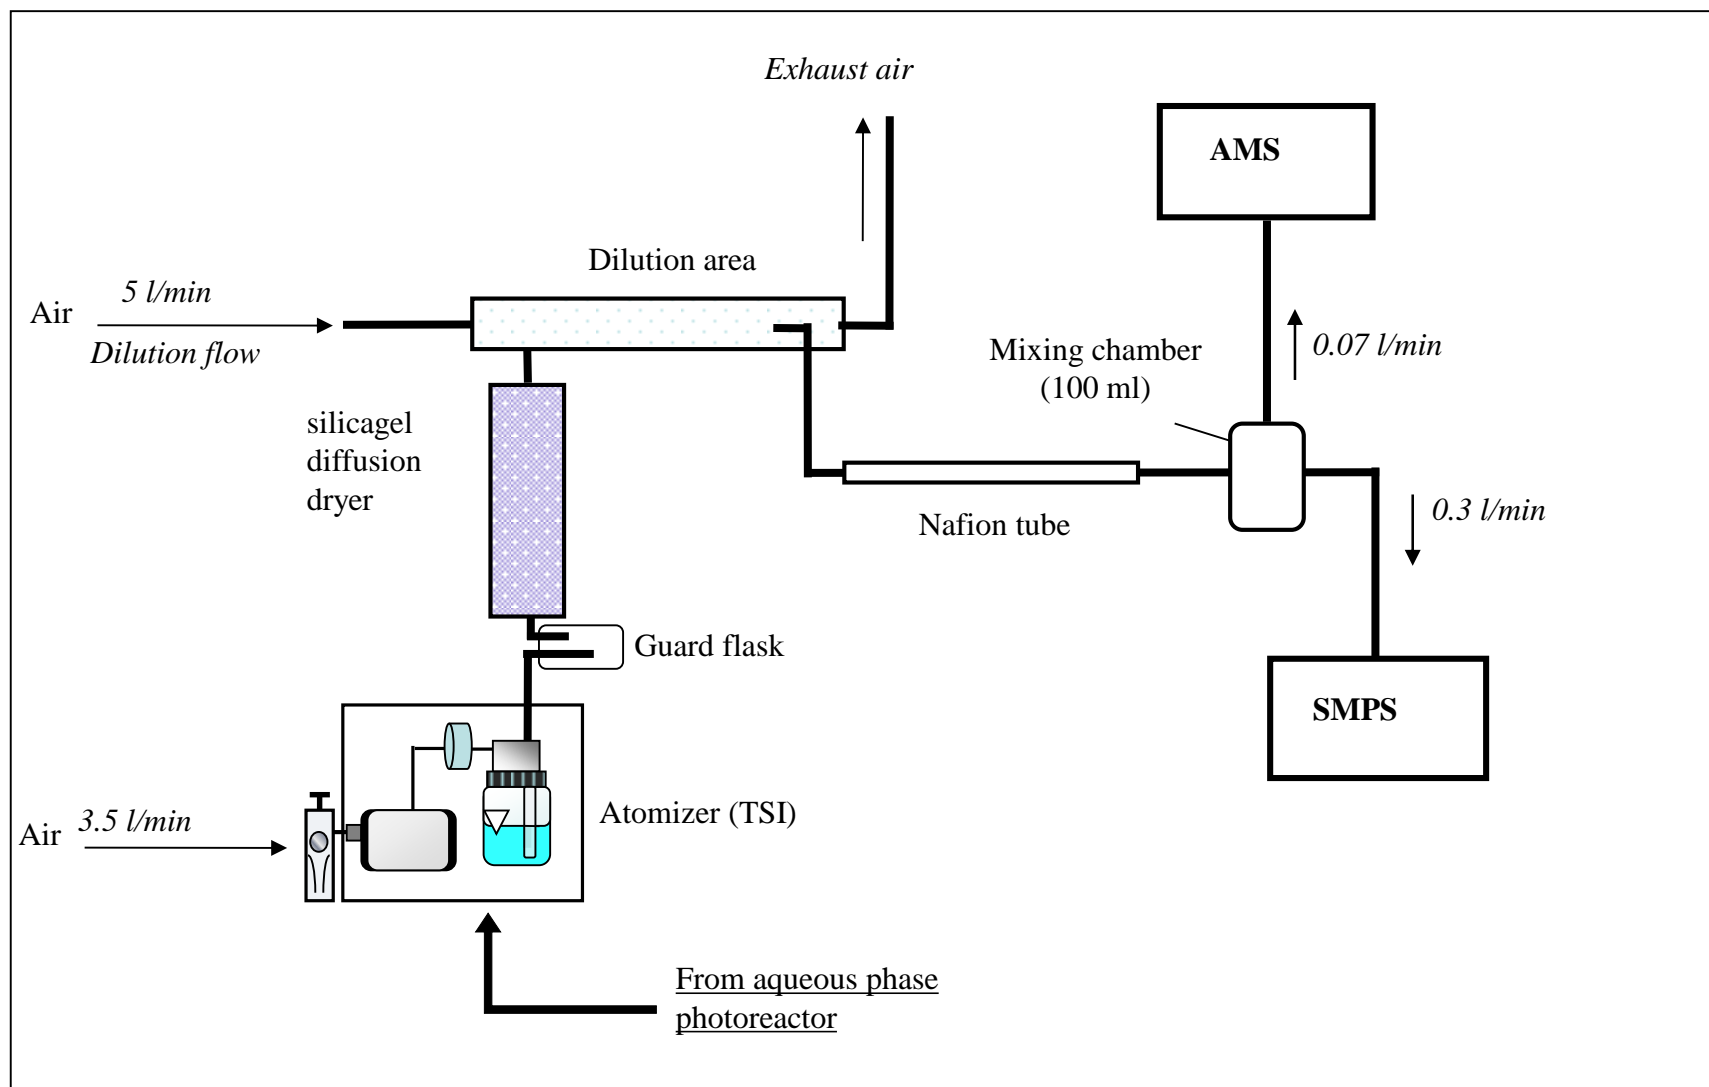 Exhaust air
AMS
Dilution area
5 l/min
Air
Dilution flow
Mixing chamber
(100 ml)
0.07 l/min
silicagel
diffusion
dryer
Nafion tube
0.3 l/min
Guard flask
SMPS
Atomizer (TSI)
3.5 l/min
Air
From aqueous phase
photoreactor